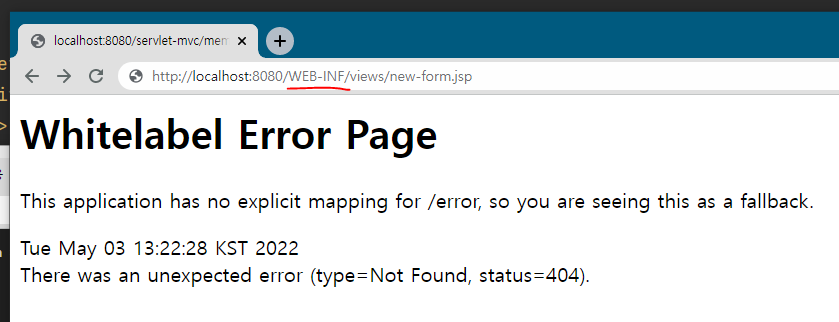 localhost:8080/servlet-mvc/mem
http://localhost:8080/WEB-INF/views/new-form.jsp
Whitelabel Error Page
This application has no explicit mapping for /error, so you are seeing this as a fallback.
Tue May 03 13:22:28 KST 2022
There was an unexpected error (type=Not Found, status=404).